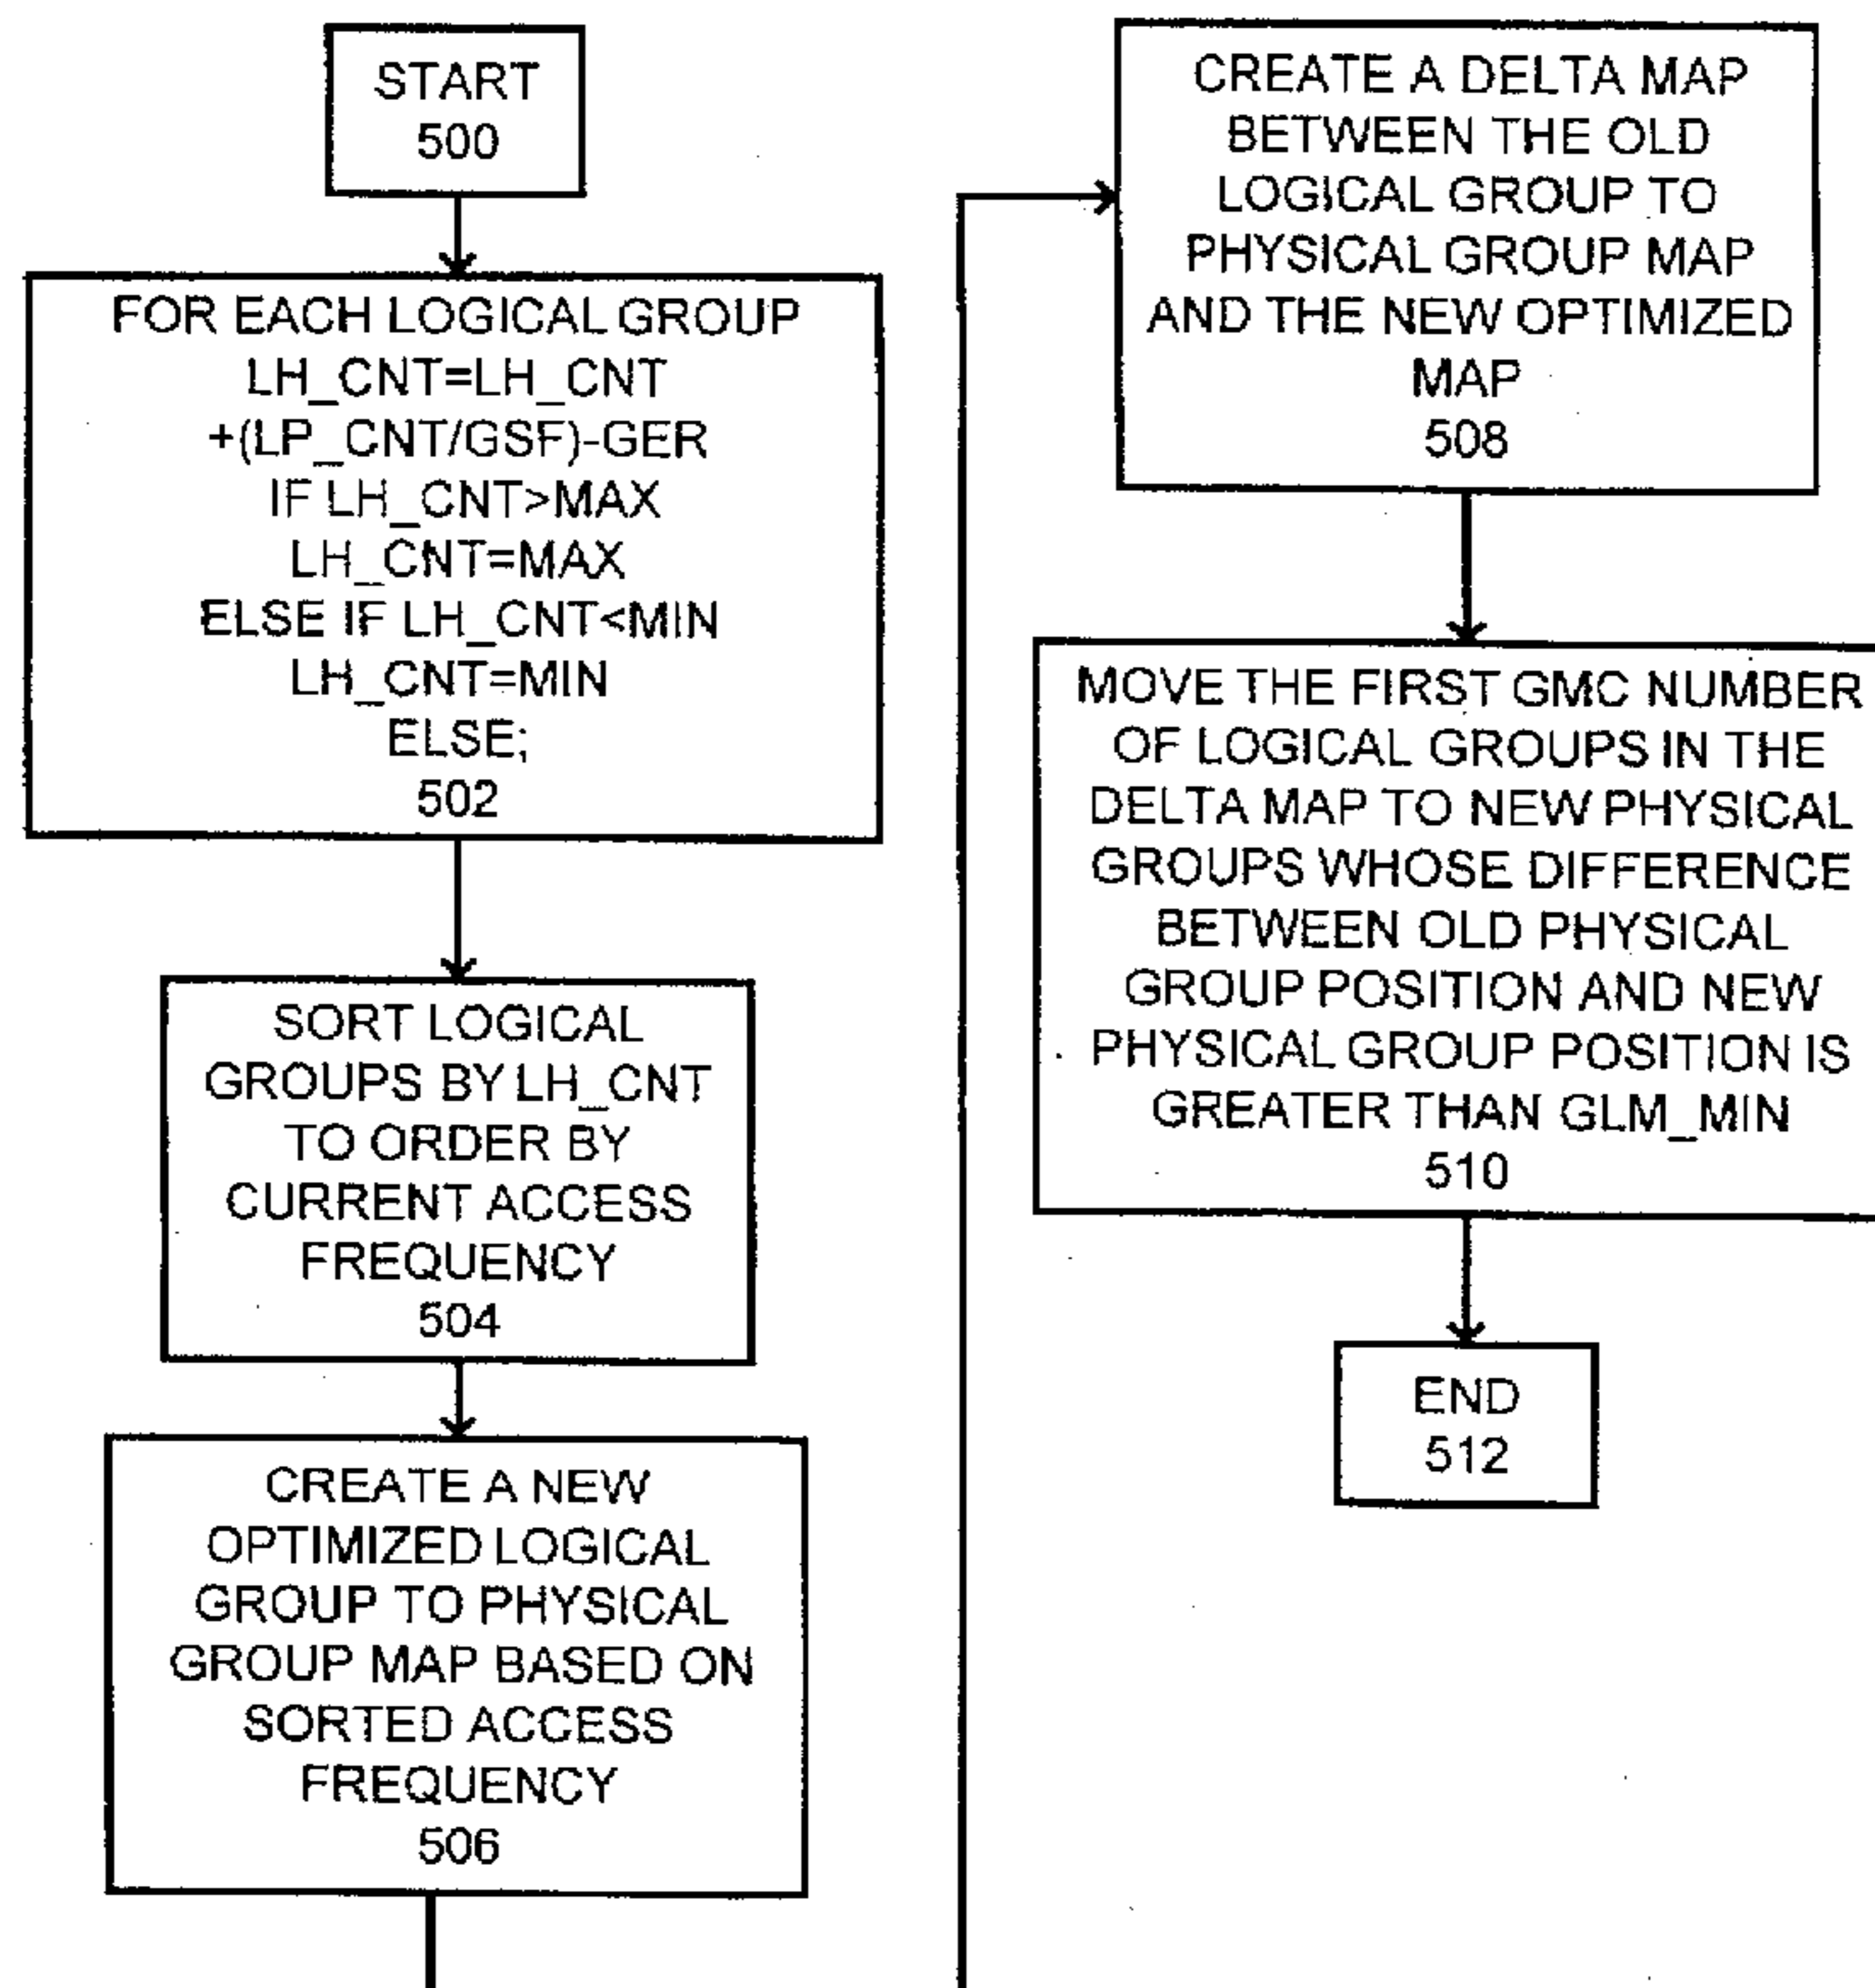 START
500
FOR EACH LOGICAL GROUP
LH_CNT=LH_CNT
+(LP_CNT/GSF)-GER
IF LH_CNT>MAX
LH_CNT=MAX
ELSE IF LH_CNT<MIN
LH_CNT=MIN
ELSE;
502
SORT LOGICAL
GROUPS BY LH_CNT
TO ORDER BY
CURRENT ACCESS
FREQUENCY
504
CREATE A NEW
OPTIMIZED LOGICAL
GROUP TO PHYSICAL
GROUP MAP BASED ON
SORTED ACCESS
FREQUENCY
506
CREATE A DELTA MAP
BETWEEN THE OLD
LOGICAL GROUP TO
PHYSICAL GROUP MAP
AND THE NEW OPTIMIZED
MAP
508
MOVE THE FIRST GMC NUMBER
OF LOGICAL GROUPS IN THE
DELTA MAP TO NEW PHYSICAL
GROUPS WHOSE DIFFERENCE
BETWEEN OLD PHYSICAL
GROUP POSITION AND NEW
PHYSICAL GROUP POSITION IS
GREATER THAN GLM_MIN
510
END
512